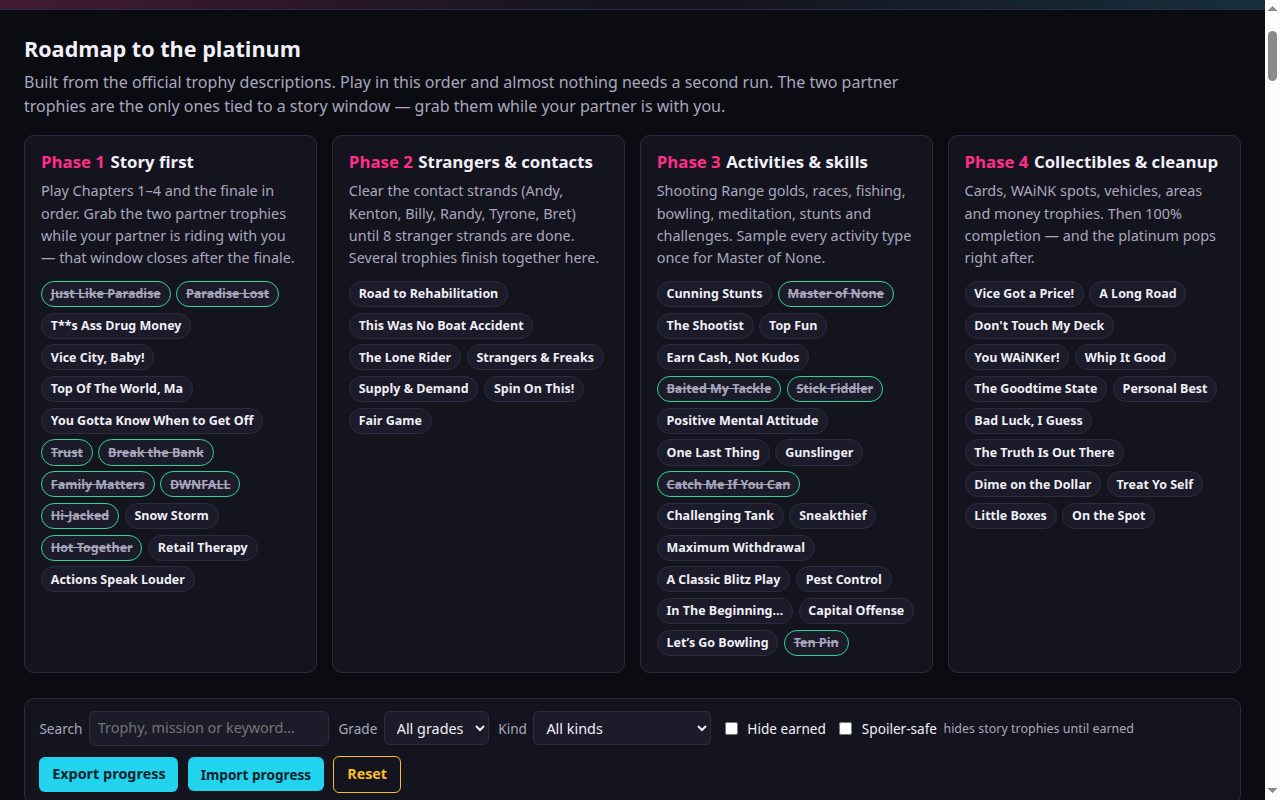 Roadmap to the platinum
Built from the official trophy descriptions. Play in this order and almost nothing needs a second run. The two partner
trophies are the only ones tied to a story window — grab them while your partner is with you.
Phase 1 Story first
Play Chapters 1–4 and the finale in
order. Grab the two partner trophies
while your partner is riding with you
— that window closes after the finale.
Just Like Paradise Paradise Lost
T**s Ass Drug Money
Vice City, Baby!
Top Of The World, Ma
You Gotta Know When to Get Off
Trust Break the Bank
Family Matters DWNFALL
Hi-Jacked Snow Storm
Hot Together Retail Therapy
Actions Speak Louder
Phase 2 Strangers & contacts
Clear the contact strands (Andy,
Kenton, Billy, Randy, Tyrone, Bret)
until 8 stranger strands are done.
Several trophies finish together here.
Road to Rehabilitation
This Was No Boat Accident
The Lone Rider Strangers & Freaks
Supply & Demand Spin On This!
Fair Game
Phase 3 Activities & skills
Shooting Range golds, races, fishing,
bowling, meditation, stunts and
challenges. Sample every activity type
once for Master of None.
Cunning Stunts Master of None
The Shootist Top Fun
Earn Cash, Not Kudos
Baited My Tackle Stick Fiddler
Positive Mental Attitude
One Last Thing Gunslinger
Catch Me If You Can
Challenging Tank Sneakthief
Maximum Withdrawal
A Classic Blitz Play Pest Control
In The Beginning... Capital Offense
Let's Go Bowling Ten Pin
Phase 4 Collectibles & cleanup
Cards, WAiNK spots, vehicles, areas
and money trophies. Then 100%
completion — and the platinum pops
right after.
Vice Got a Price! A Long Road
Don't Touch My Deck
You WAiNKer! Whip It Good
The Goodtime State Personal Best
Bad Luck, I Guess
The Truth Is Out There
Dime on the Dollar Treat Yo Self
Little Boxes On the Spot
Search Trophy, mission or keyword... Grade All grades Kind All kinds Hide earned Spoiler-safe hides story trophies until earned
Export progress Import progress Reset